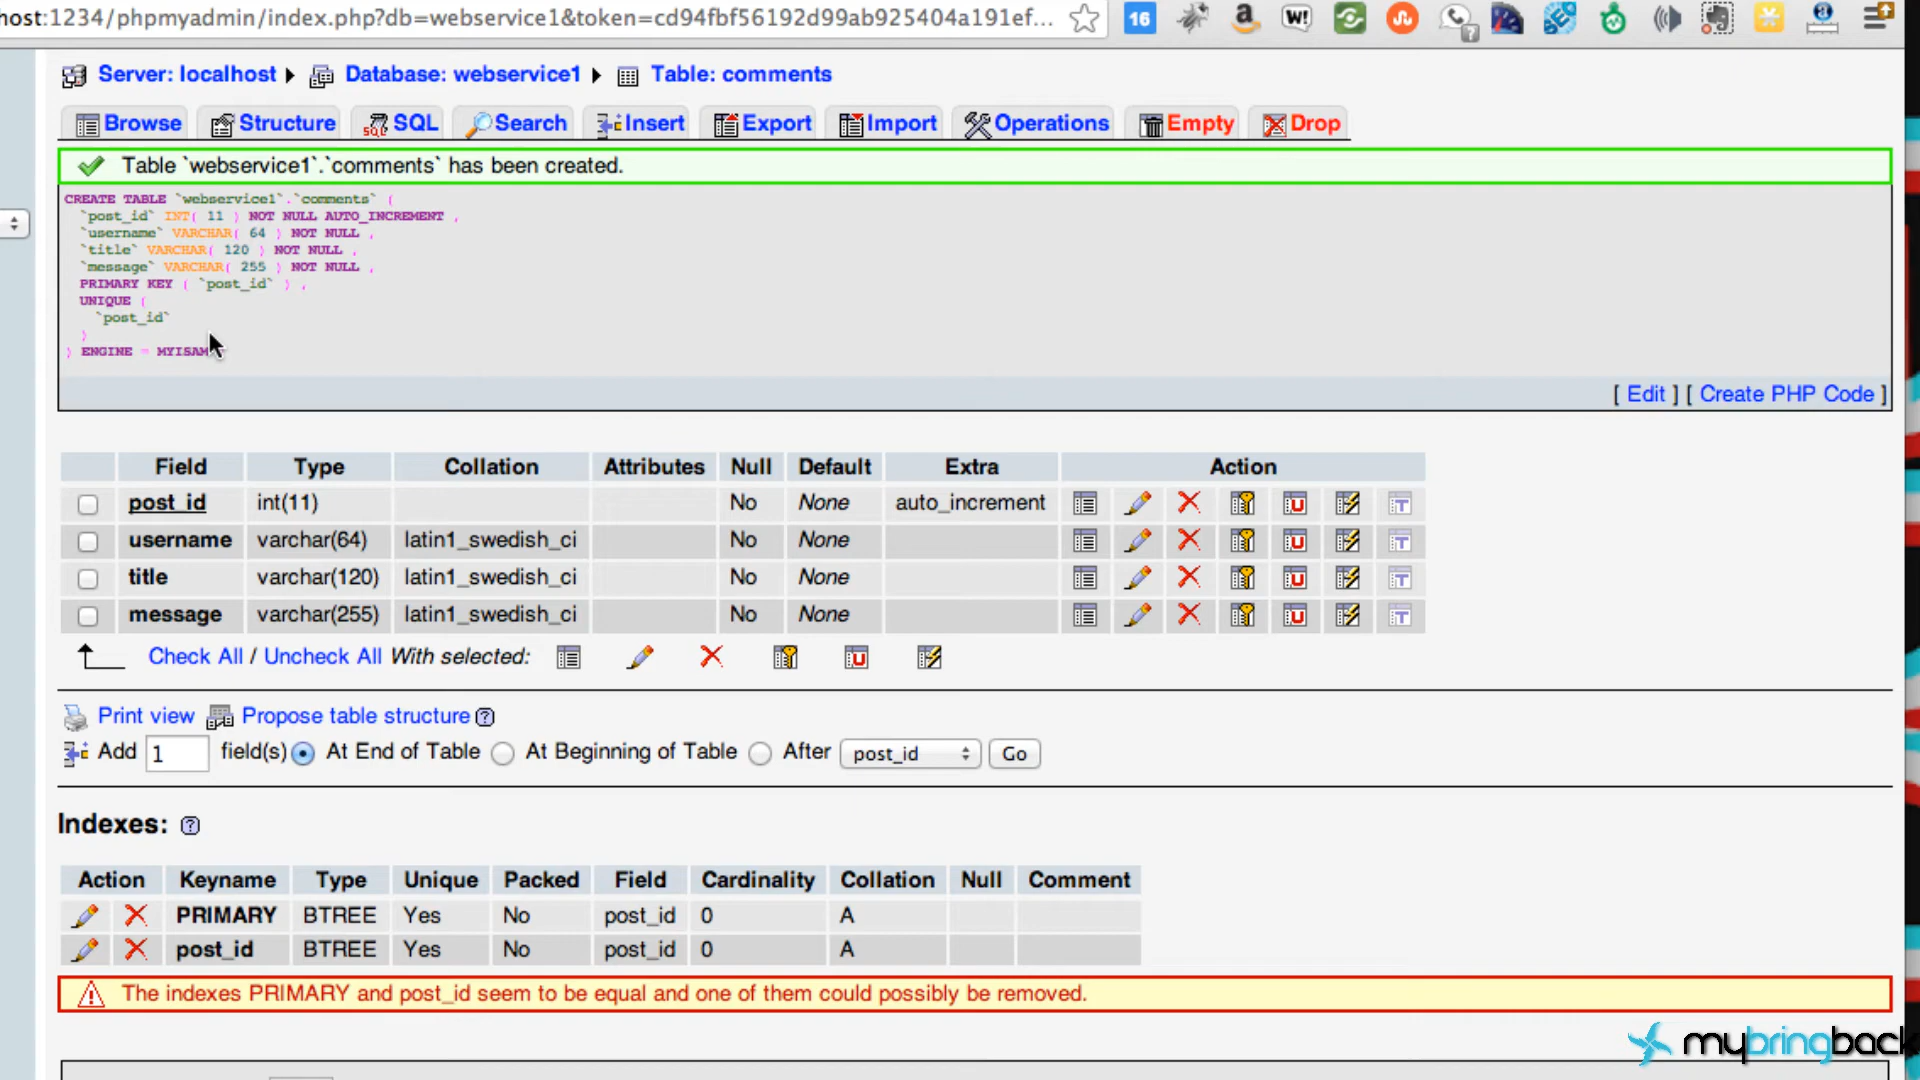 host:1234/phpmyadmin/index.php?db=webservice1&token=cd94fbf56192d99ab925404a191ef...
16
Server: localhost Database: webservice1 Table: comments
Browse Structure SQL Search Insert Export Import Operations Empty Drop
Table `webservice1`.`comments` has been created.
CREATE TABLE `webservice1`.`comments` (
`post_id` INT( 11 ) NOT NULL AUTO_INCREMENT ,
`username` VARCHAR( 64 ) NOT NULL ,
`title` VARCHAR( 120 ) NOT NULL ,
`message` VARCHAR( 255 ) NOT NULL ,
PRIMARY KEY ( `post_id` ) ,
UNIQUE (
`post_id`
)
) ENGINE = MYISAM
[ Edit ] [ Create PHP Code ]
Field Type Collation Attributes Null Default Extra Action
post_id int(11) No None auto_increment
username varchar(64) latin1_swedish_ci No None
title varchar(120) latin1_swedish_ci No None
message varchar(255) latin1_swedish_ci No None
Check All / Uncheck All With selected:
Print view Propose table structure
Add 1 field(s) At End of Table At Beginning of Table After post_id Go
Indexes:
Action Keyname Type Unique Packed Field Cardinality Collation Null Comment
PRIMARY BTREE Yes No post_id 0 A
post_id BTREE Yes No post_id 0 A
The indexes PRIMARY and post_id seem to be equal and one of them could possibly be removed.
mybringback